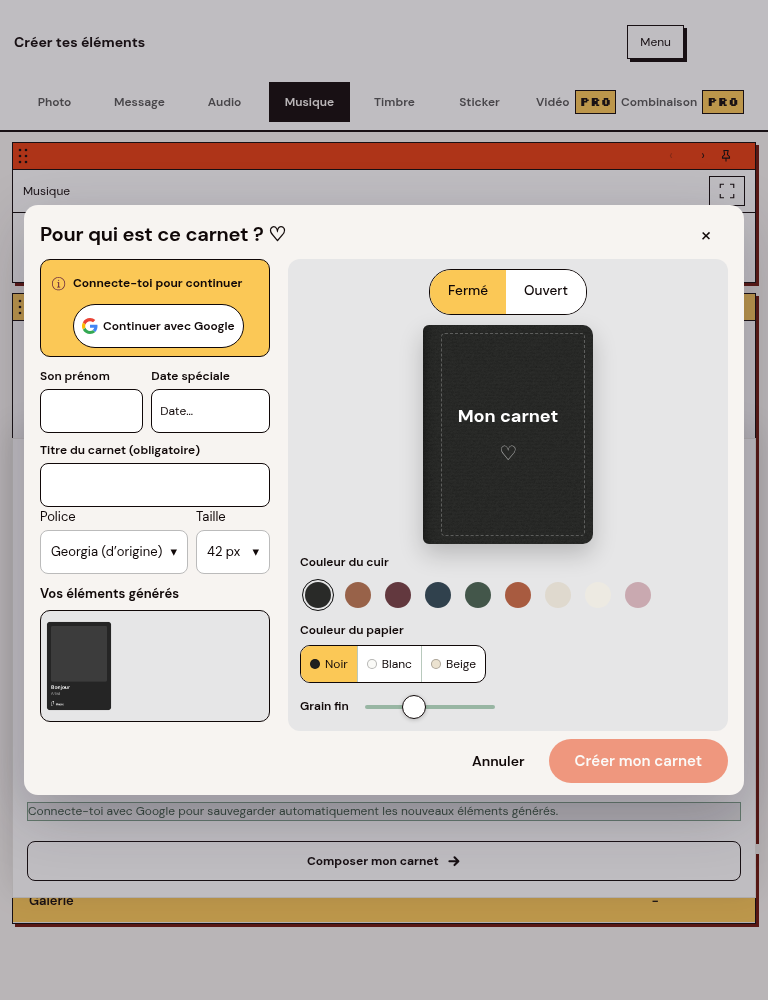 Créer tes éléments
Menu
Photo
Message
Audio
Musique
Timbre
Sticker
Vidéo PRO
Combinaison PRO
Musique
Pour qui est ce carnet ? ♡
×
Connecte-toi pour continuer
Continuer avec Google
Fermé
Ouvert
Son prénom
Date spéciale
Date…
Titre du carnet (obligatoire)
Police
Taille
Georgia (d’origine) ▾
42 px ▾
Vos éléments générés
Bonjour
Mon carnet
♡
Couleur du cuir
Couleur du papier
Noir
Blanc
Beige
Grain fin
Annuler
Créer mon carnet
Connecte-toi avec Google pour sauvegarder automatiquement les nouveaux éléments générés.
Composer mon carnet →
Galerie
–